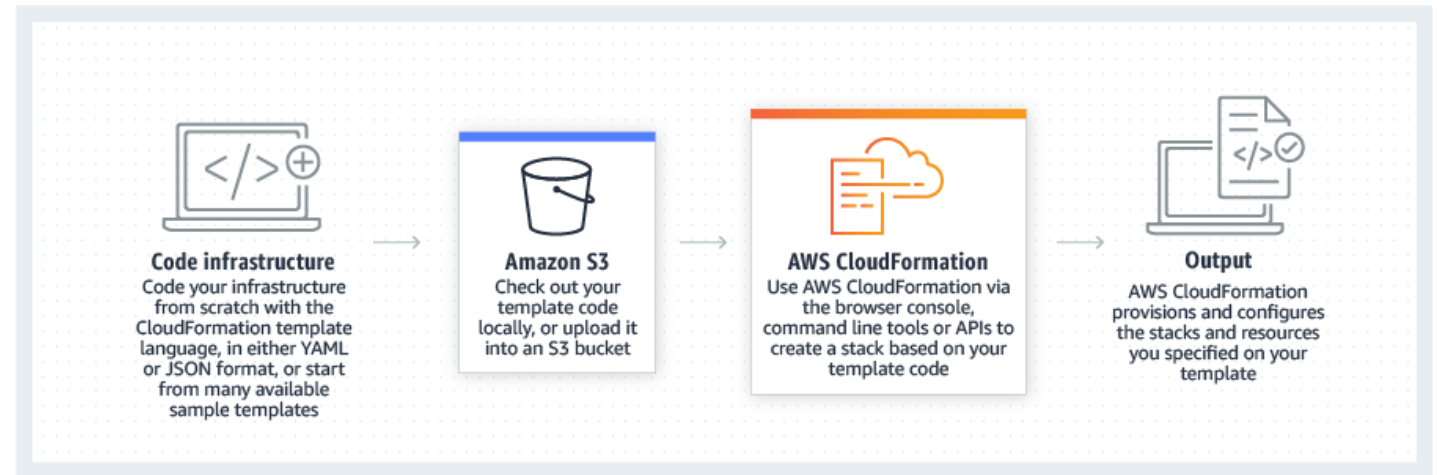 </>
Code infrastructure
Code your infrastructure
from scratch with the
CloudFormation template
language, in either YAML
or JSON format, or start
from many available
sample templates
Amazon S3
Check out your
template code
locally, or upload it
into an S3 bucket
AWS CloudFormation
Use AWS CloudFormation via
the browser console,
command line tools or APIs to
create a stack based on your
template code
</>
Output
AWS CloudFormation
provisions and configures
the stacks and resources
you specified on your
template